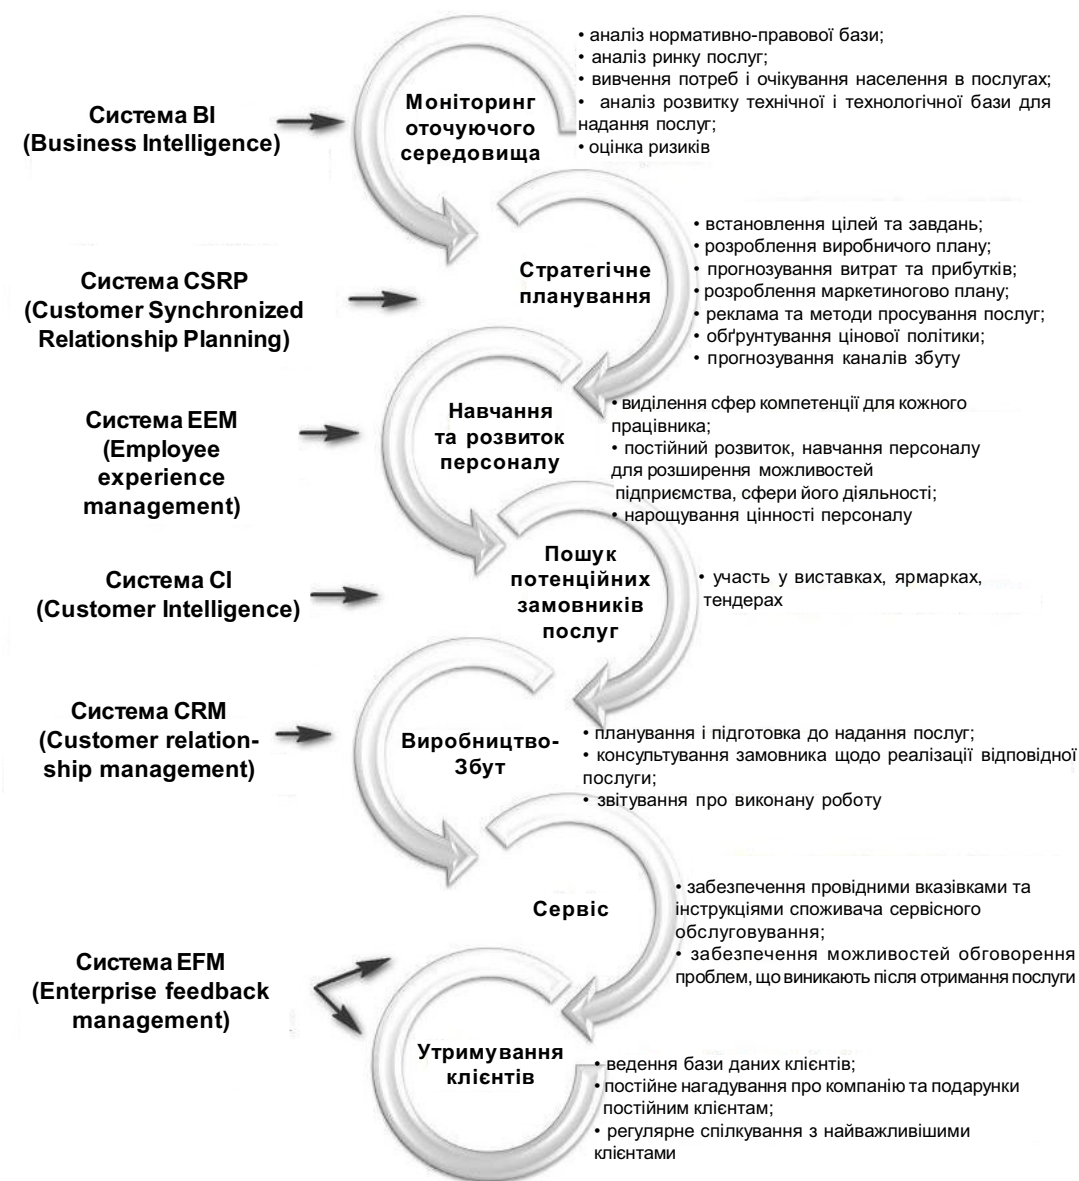 • аналіз нормативно-правової бази;
• аналіз ринку послуг;
• вивчення потреб і очікування населення в послугах;
• аналіз розвитку технічної і технологічної бази для
надання послуг;
• оцінка ризиків
Система BI
(Business Intelligence)
Моніторинг
оточуючого
середовища
• встановлення цілей та завдань;
• розроблення виробничого плану;
• прогнозування витрат та прибутків;
• розроблення маркетингово плану;
• реклама та методи просування послуг;
• обґрунтування цінової політики;
• прогнозування каналів збуту
Система CSRP
(Customer Synchronized
Relationship Planning)
Стратегічне
планування
Система EEM
(Employee
experience
management)
Навчання
та розвиток
персоналу
• виділення сфер компетенції для кожного
працівника;
• постійний розвиток, навчання персоналу
для розширення можливостей
підприємства, сфери його діяльності;
• нарощування цінності персоналу
Система CI
(Customer Intelligence)
Пошук
потенційних
замовників
послуг
• участь у виставках, ярмарках,
тендерах
Система CRM
(Customer relation-
ship management)
Виробництво-
Збут
• планування і підготовка до надання послуг;
• консультування замовника щодо реалізації відповідної
послуги;
• звітування про виконану роботу
Сервіс
• забезпечення провідними вказівками та
інструкціями споживача сервісного
обслуговування;
• забезпечення можливостей обговорення
проблем, що виникають після отримання послуги
Система EFM
(Enterprise feedback
management)
Утримування
клієнтів
• ведення бази даних клієнтів;
• постійне нагадування про компанію та подарунки
постійним клієнтам;
• регулярне спілкування з найважливішими
клієнтами